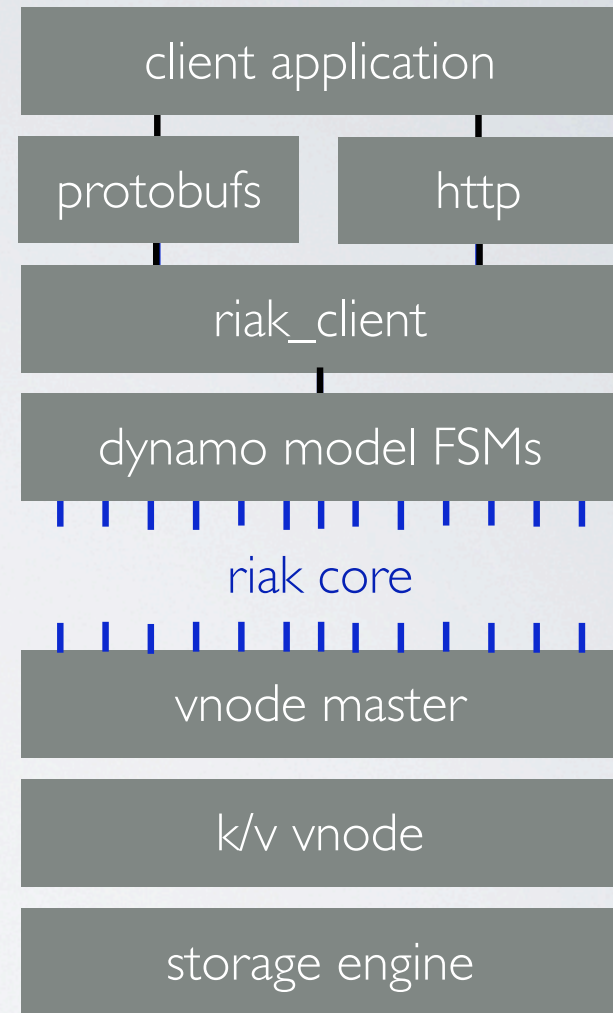 client application
protobufs
http
riak_client
dynamo model FSMs
riak core
vnode master
k/v vnode
storage engine